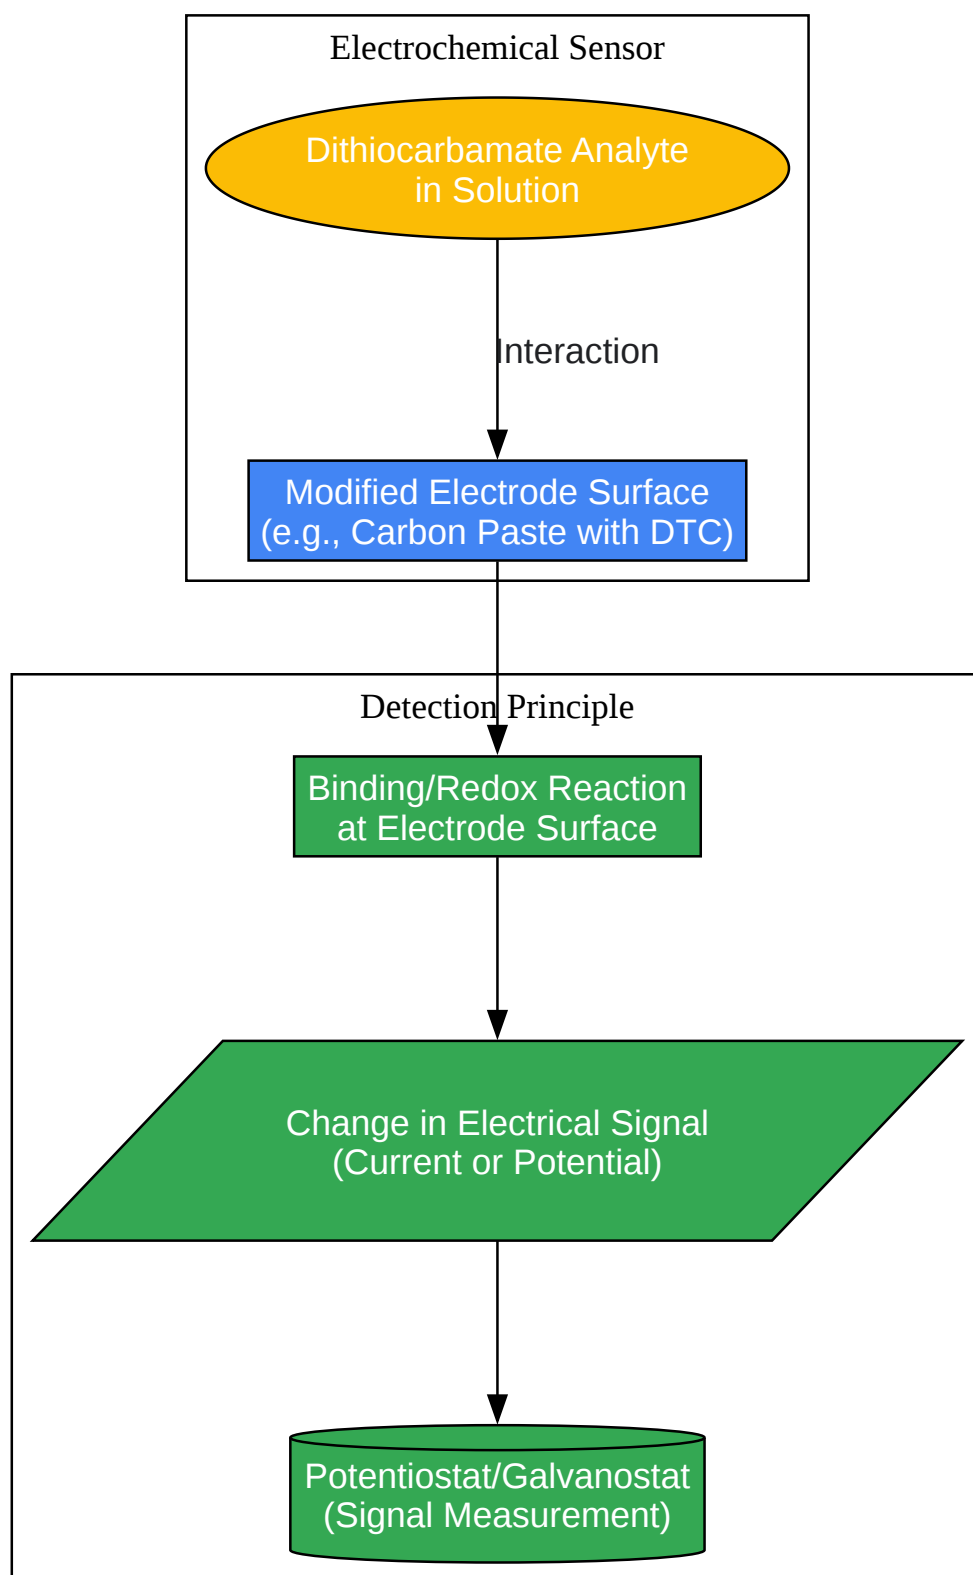 Electrochemical Sensor
Dithiocarbamate Analyte
in Solution
Interaction
Modified Electrode Surface
(e.g., Carbon Paste with DTC)
Detection Principle
Binding/Redox Reaction
at Electrode Surface
Change in Electrical Signal
(Current or Potential)
Potentiostat/Galvanostat
(Signal Measurement)